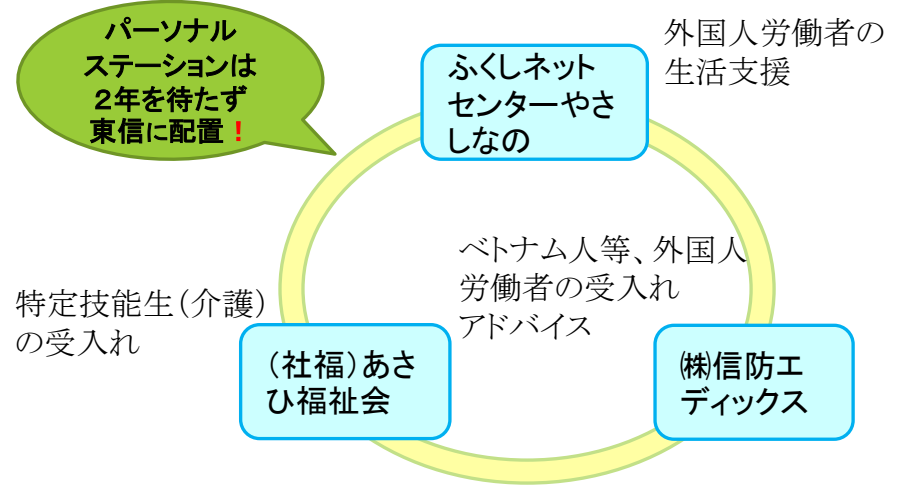 パーソナル
ステーションは
２年を待たず
東信に配置！
ふくしネット
センターやさ
しなの
外国人労働者の
生活支援
ベトナム人等、外国人
労働者の受入れ
アドバイス
特定技能生（介護）
の受入れ
（社福）あさ
ひ福祉会
㈱信防エ
ディックス